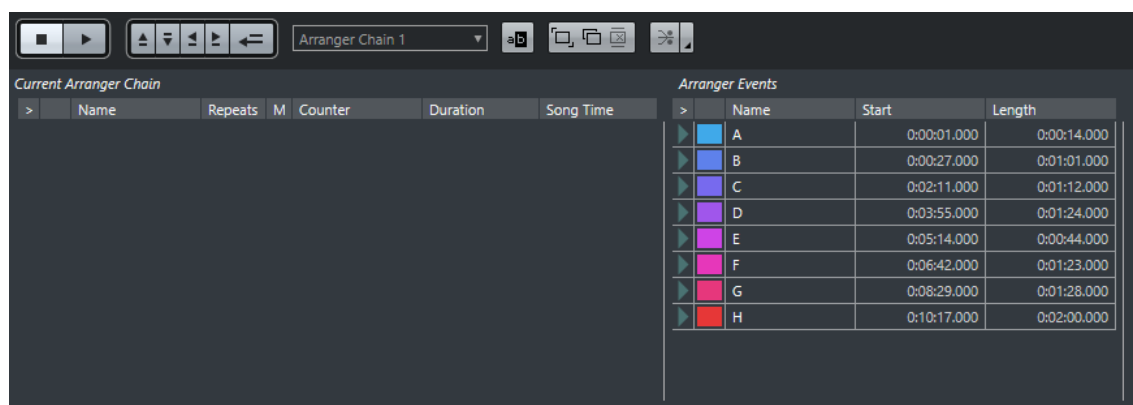 Arranger Chain 1 ab
Current Arranger Chain
> Name Repeats M Counter Duration Song Time
Arranger Events
> Name Start Length
A 0:00:01.000 0:00:14.000
B 0:00:27.000 0:01:01.000
C 0:02:11.000 0:01:12.000
D 0:03:55.000 0:01:24.000
E 0:05:14.000 0:00:44.000
F 0:06:42.000 0:01:23.000
G 0:08:29.000 0:01:28.000
H 0:10:17.000 0:02:00.000